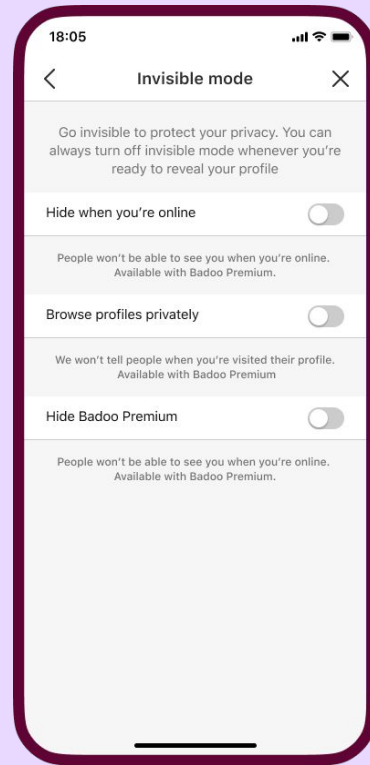 18:05
Invisible mode
Go invisible to protect your privacy. You can
always turn off invisible mode whenever you're
ready to reveal your profile
Hide when you're online
People won't be able to see you when you're online.
Available with Badoo Premium.
Browse profiles privately
We won't tell people when you're visited their profile.
Available with Badoo Premium
Hide Badoo Premium
People won't be able to see you when you're online.
Available with Badoo Premium.